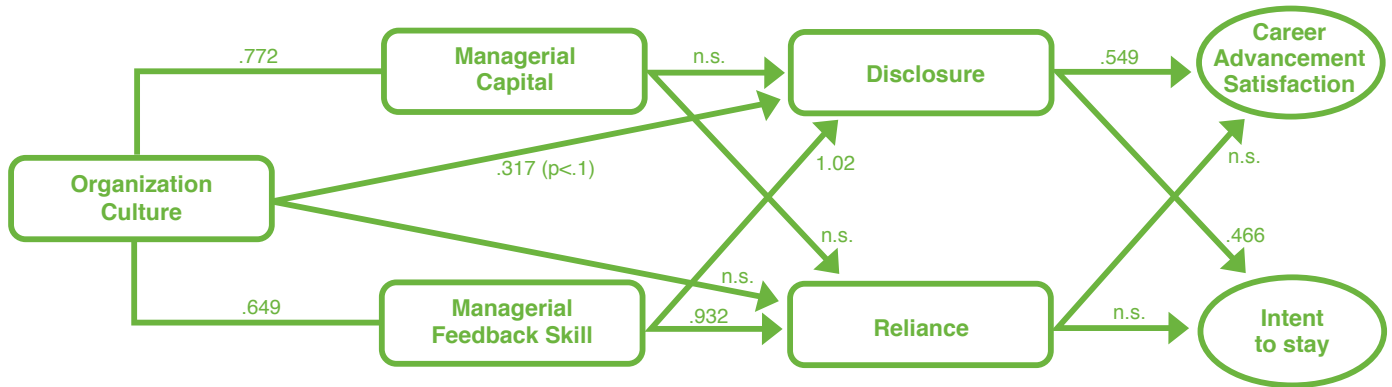 .772
Managerial
Capital
n.s.
Disclosure
.549
Career
Advancement
Satisfaction
.317 (p<.1)
1.02
n.s.
Organization
Culture
n.s.
.466
n.s.
.649
Managerial
Feedback Skill
.932
Reliance
n.s.
Intent
to stay